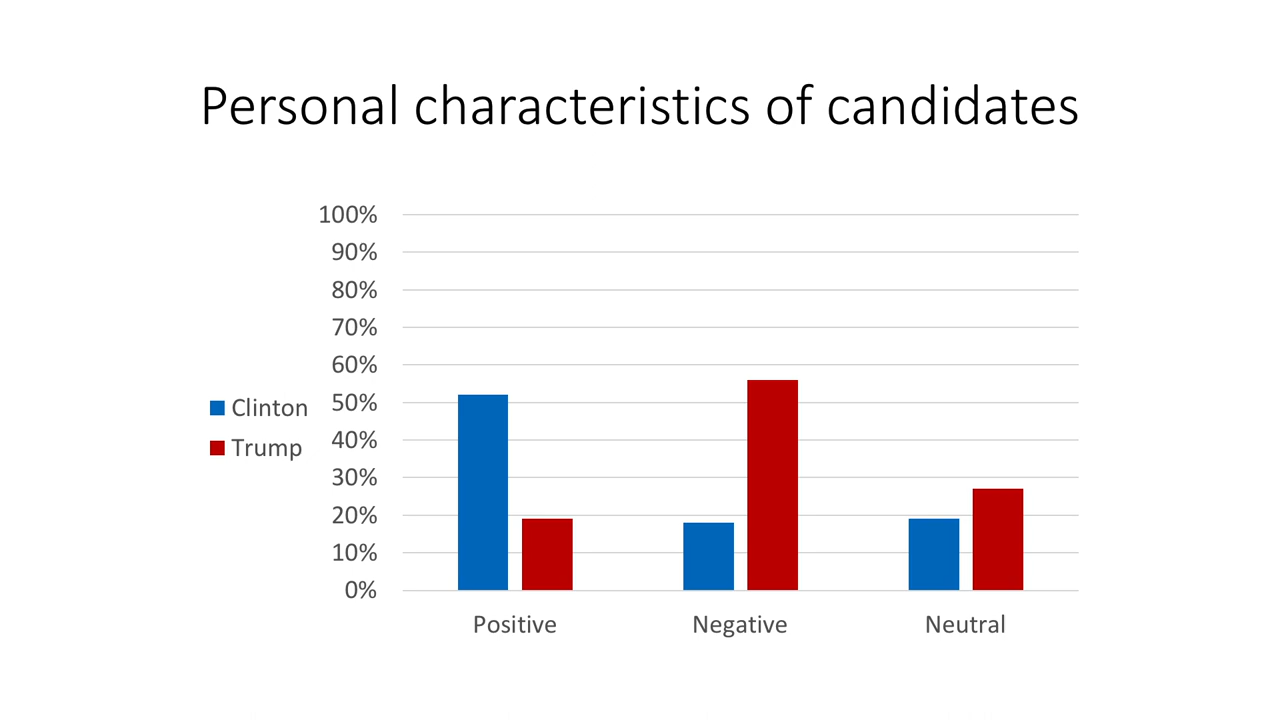 Personal characteristics of candidates
100%
90%
80%
70%
60%
50%
40%
30%
20%
10%
0%
Clinton
Trump
Positive Negative Neutral